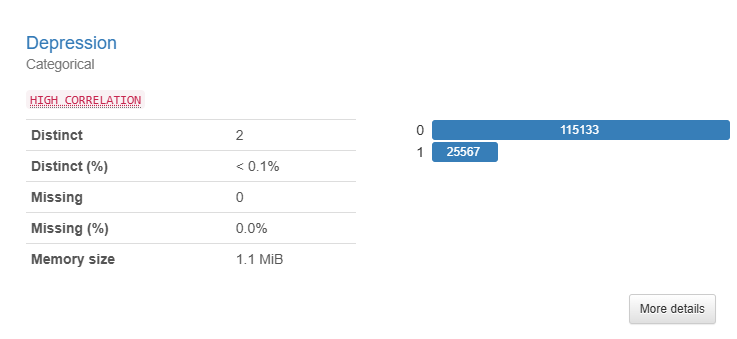 Depression
Categorical
HIGH CORRELATION
Distinct 2
Distinct (%) < 0.1%
Missing 0
Missing (%) 0.0%
Memory size 1.1 MiB
0 115133
1 25567
More details